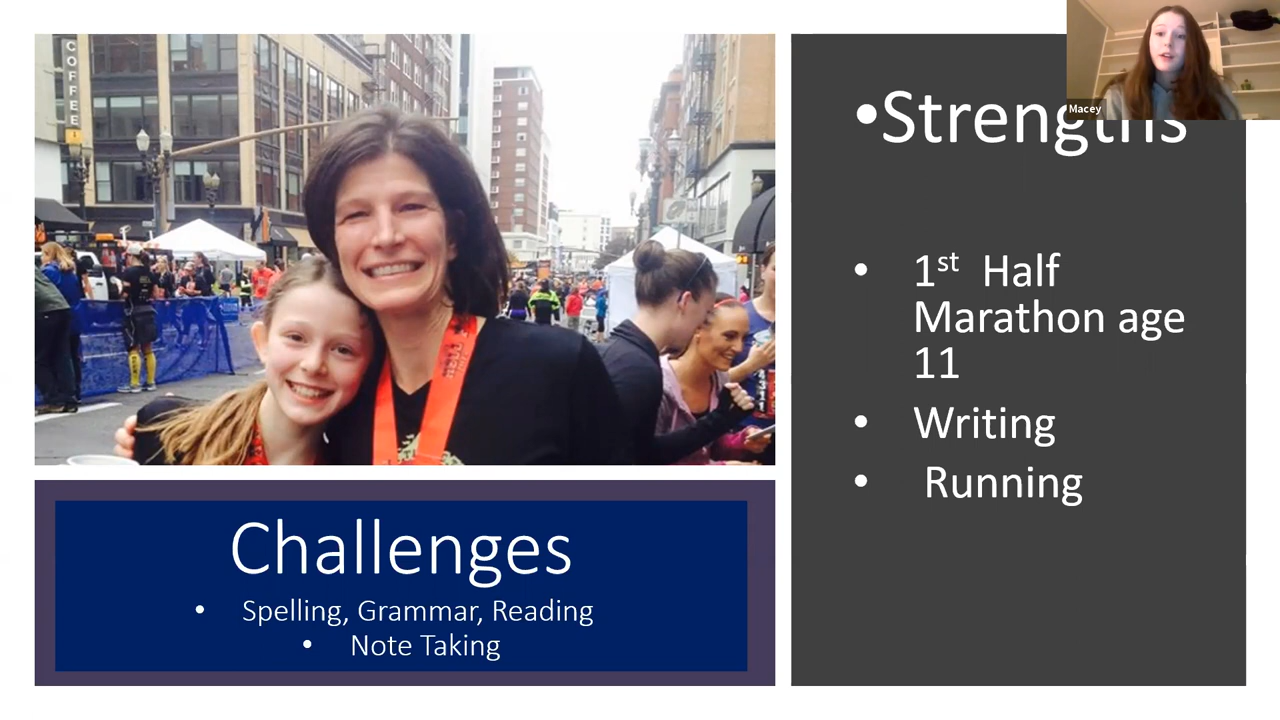 COFFEE
Macey
•Strengths
• 1st Half
Marathon age
11
• Writing
• Running
Challenges
• Spelling, Grammar, Reading
• Note Taking